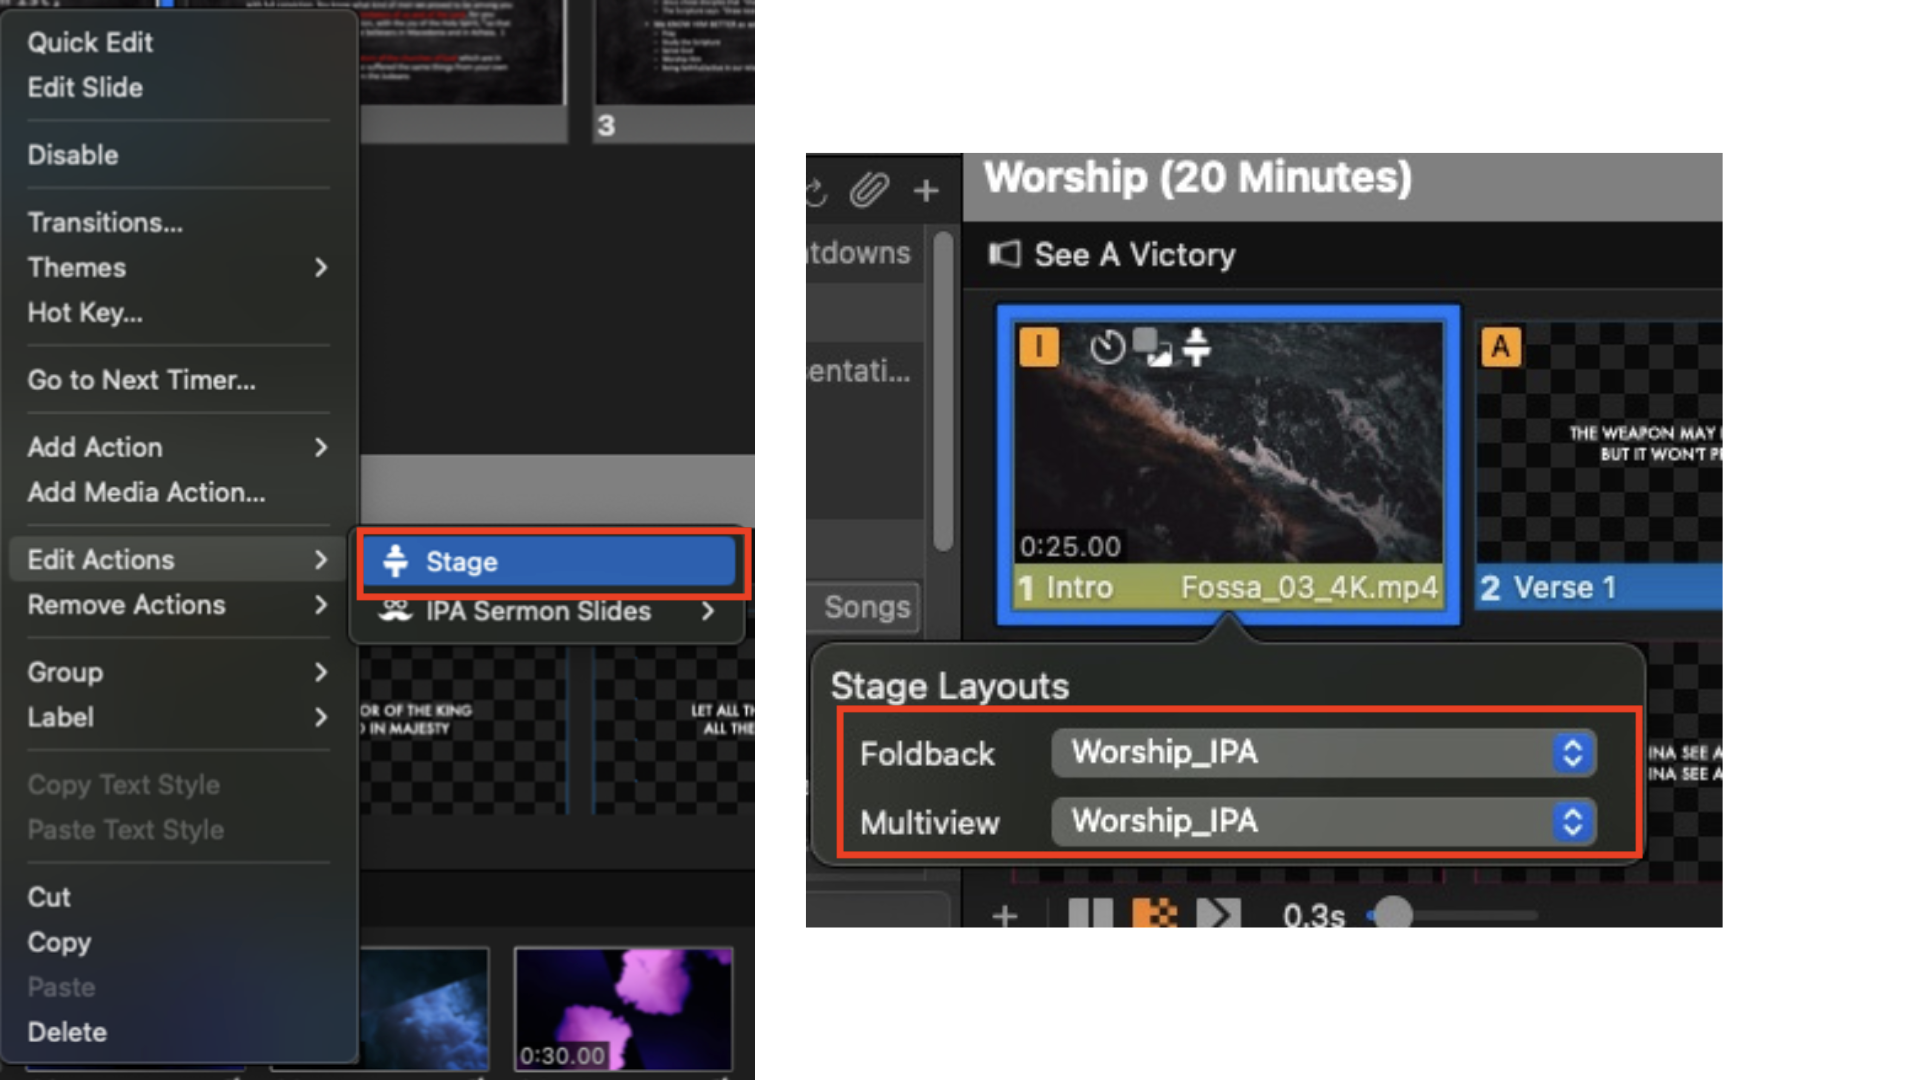 Quick Edit
Edit Slide
Disable
Transitions...
Themes
Hot Key...
Go to Next Timer...
Add Action
Add Media Action...
Edit Actions
Remove Actions
Group
Label
Copy Text Style
Paste Text Style
Cut
Copy
Paste
Delete
Stage
IPA Sermon Slides
3
OR OF THE KING
IN MAJESTY
LET ALL
ALL THE
0:30.00
Worship (20 Minutes)
tdowns
See A Victory
entati...
Songs
I
0:25.00
1 Intro Fossa_03_4K.mp4
A
THE WEAPON MAY
BUT IT WON'T
2 Verse 1
Stage Layouts
Foldback Worship_IPA
Multiview Worship_IPA
INA SEE A
INA SEE A
0.3s